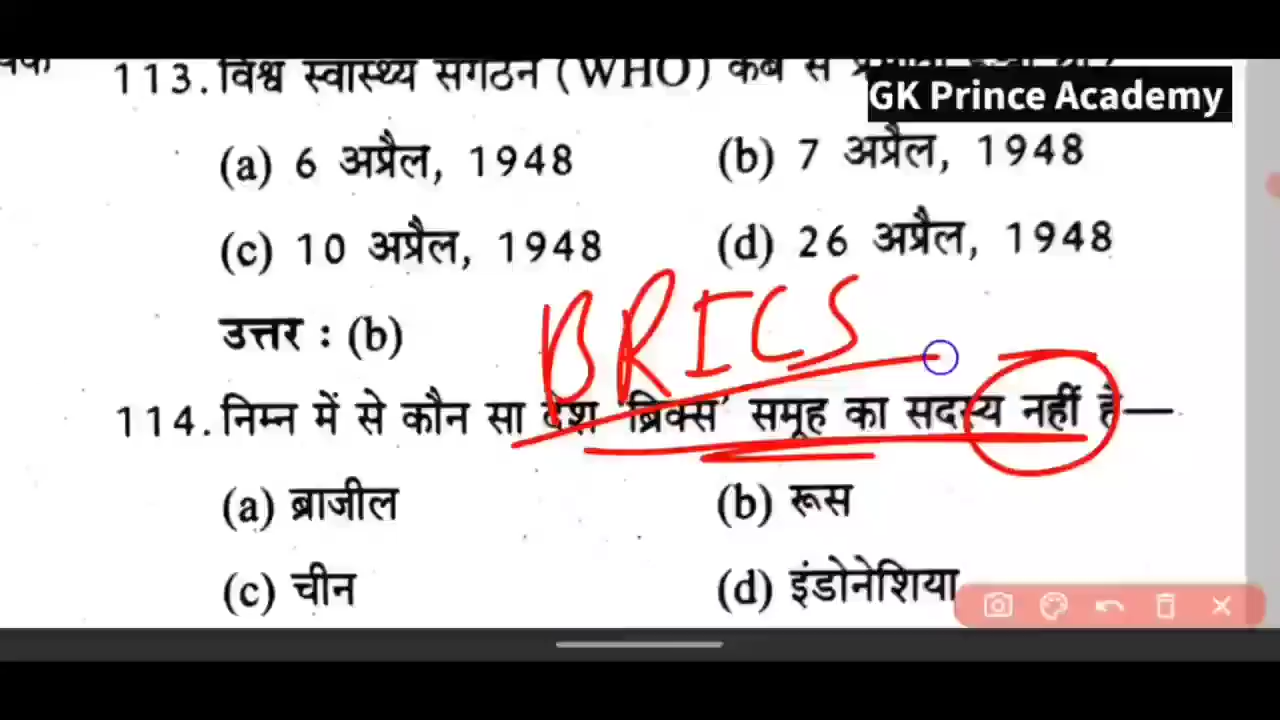 113. विश्व स्वास्थ्य संगठन (WHO) कब से
GK Prince Academy
(a) 6 अप्रैल, 1948 (b) 7 अप्रैल, 1948
(c) 10 अप्रैल, 1948 (d) 26 अप्रैल, 1948
BRICS
उत्तर : (b)
114. निम्न में से कौन सा देश 'ब्रिक्स' समूह का सदस्य नहीं है—
(a) ब्राजील (b) रूस
(c) चीन (d) इंडोनेशिया